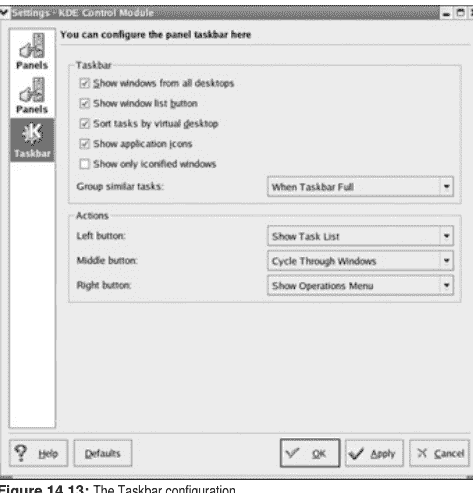 Settings - KDE Control Module
You can configure the panel taskbar here
Panels
Panels
Taskbar
Taskbar
Show windows from all desktops
Show window list button
Sort tasks by virtual desktop
Show application icons
Show only iconified windows
Group similar tasks: When Taskbar Full
Actions
Left button: Show Task List
Middle button: Cycle Through Windows
Right button: Show Operations Menu
? Help Defaults OK Apply Cancel
Figure 14.13: The Taskbar configuration